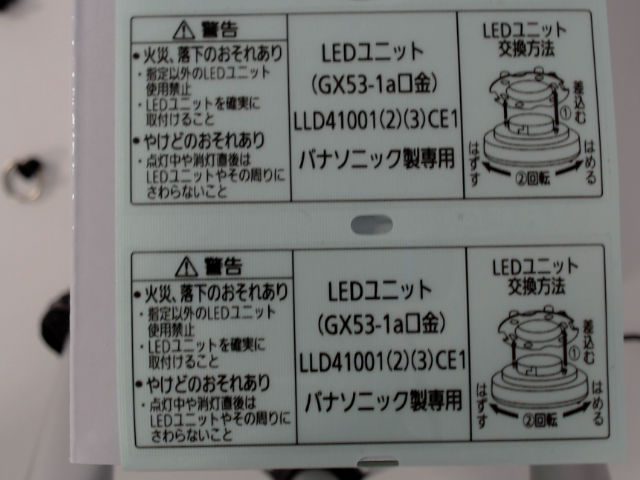 ⚠ 警告
●火災、落下のおそれあり
・指定以外のLEDユニット
使用禁止
・LEDユニットを確実に
取付けること
●やけどのおそれあり
・点灯中や消灯直後は
LEDユニットやその周りに
さわらないこと
LEDユニット
(GX53-1a口金)
LLD41001(2)(3)CE1
パナソニック製専用
LEDユニット
交換方法
差込む
①
はずす
②回転
はめる
⚠ 警告
●火災、落下のおそれあり
・指定以外のLEDユニット
使用禁止
・LEDユニットを確実に
取付けること
●やけどのおそれあり
・点灯中や消灯直後は
LEDユニットやその周りに
さわらないこと
LEDユニット
(GX53-1a口金)
LLD41001(2)(3)CE1
パナソニック製専用
LEDユニット
交換方法
差込む
①
はずす
②回転
はめる